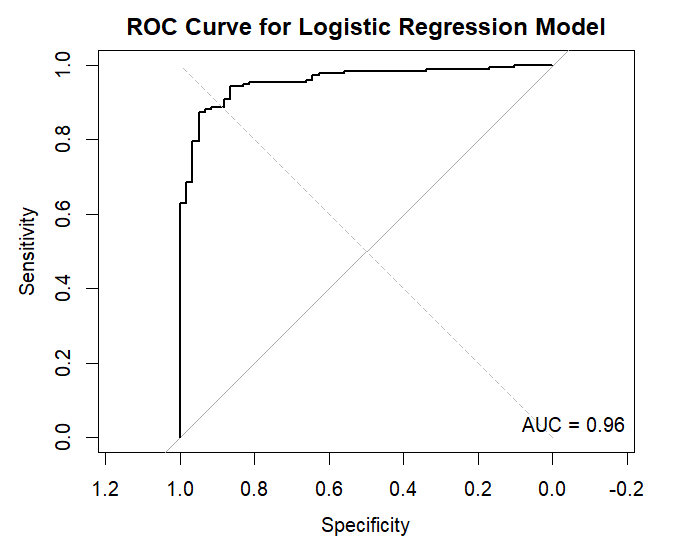 ROC Curve for Logistic Regression Model
Sensitivity
1.0
0.8
0.6
0.4
0.2
0.0
AUC = 0.96
1.2 1.0 0.8 0.6 0.4 0.2 0.0 -0.2
Specificity